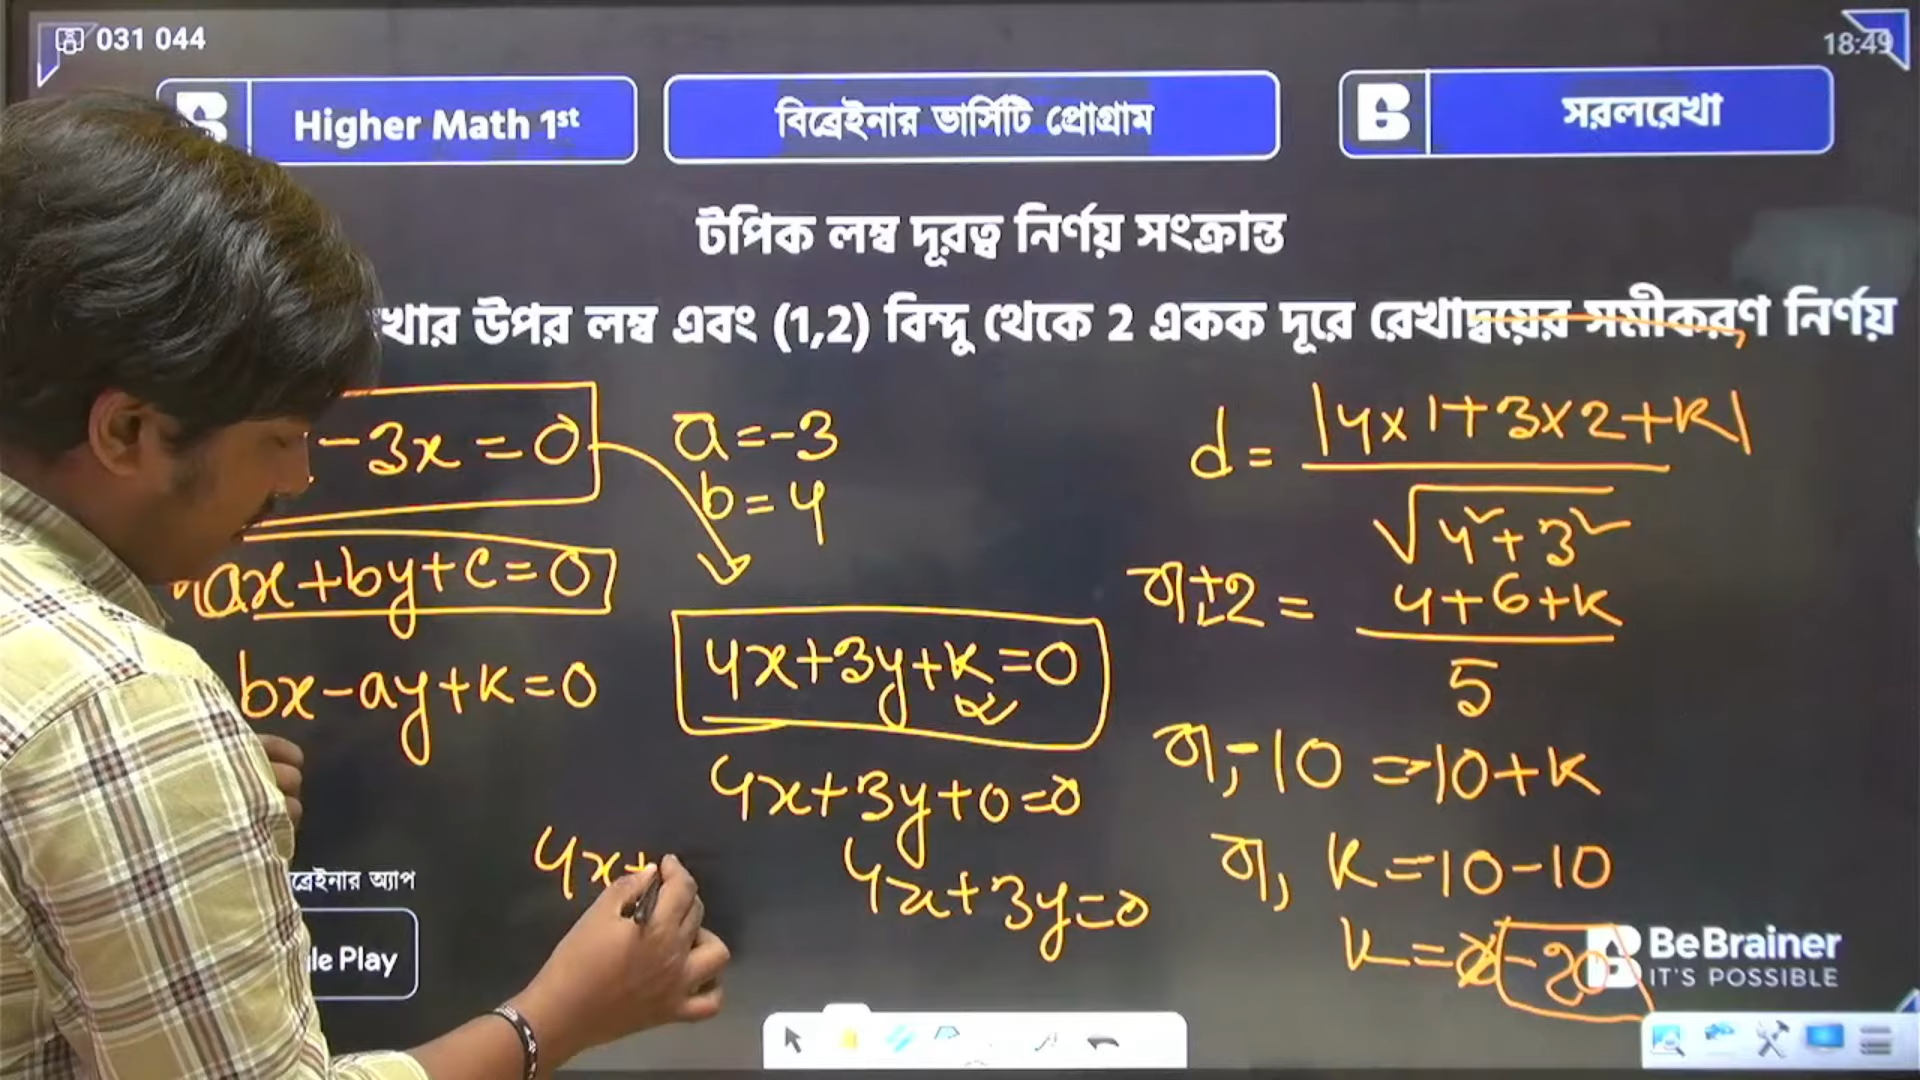 031 044
18:49
Higher Math 1st
বিব্রেইনার ভার্সিটি প্রোগ্রাম
সরলরেখা
টপিক লম্ব দূরত্ব নির্ণয় সংক্রান্ত
খার উপর লম্ব এবং (1,2) বিন্দু থেকে 2 একক দূরে রেখাদ্বয়ের সমীকরণ নির্ণয়
-3x=0
a=-3
b=4
ax+by+c=0
bx-ay+k=0
4x+3y+k=0
4x+3y+0=0
4x+3y=0
4x+
d = |4×1+3×2+k|
√4²+3²
বা, ±2 = 4+6+k
5
বা, -10 = 10+k
বা, k=-10-10
k= -20
ব্রেইনার অ্যাপ
le Play
BeBrainer
IT'S POSSIBLE